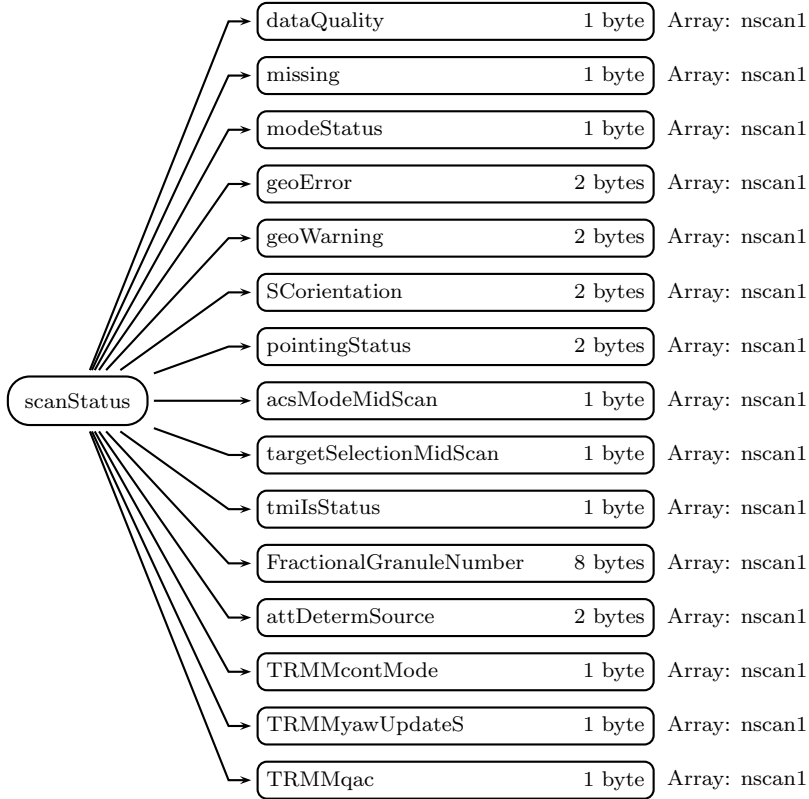 dataQuality 1 byte Array: nscan1
missing 1 byte Array: nscan1
modeStatus 1 byte Array: nscan1
geoError 2 bytes Array: nscan1
geoWarning 2 bytes Array: nscan1
SCorientation 2 bytes Array: nscan1
pointingStatus 2 bytes Array: nscan1
scanStatus acsModeMidScan 1 byte Array: nscan1
targetSelectionMidScan 1 byte Array: nscan1
tmiIsStatus 1 byte Array: nscan1
FractionalGranuleNumber 8 bytes Array: nscan1
attDetermSource 2 bytes Array: nscan1
TRMMcontMode 1 byte Array: nscan1
TRMMyawUpdateS 1 byte Array: nscan1
TRMMqac 1 byte Array: nscan1